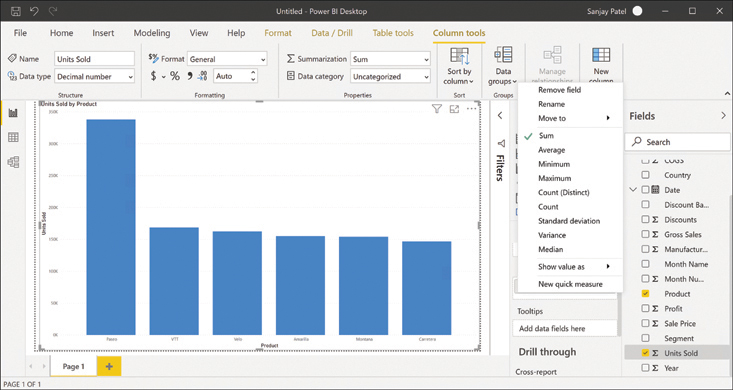 Untitled - Power BI Desktop
Sanjay Patel
File Home Insert Modeling View Help Format Data / Drill Table tools Column tools
Name Units Sold
Data type Decimal number
Structure
Format General
$ % Auto
Formatting
Summarization Sum
Data category Uncategorized
Properties
Sort by column
Sort
Data groups
Groups
Manage relationships
New column
Units Sold by Product
350K
300K
250K
200K
150K
100K
50K
0K
Units Sold
Paseo VTT Velo Amarilla Montana Carretera
Product
Filters
Remove field
Rename
Move to
Sum
Average
Minimum
Maximum
Count (Distinct)
Count
Standard deviation
Variance
Median
Show value as
New quick measure
Tooltips
Add data fields here
Drill through
Cross-report
Fields
Search
COGS
Country
Date
Discount Ba...
Discounts
Gross Sales
Manufactur...
Month Name
Month Nu...
Product
Profit
Sale Price
Segment
Units Sold
Year
Page 1
PAGE 1 OF 1